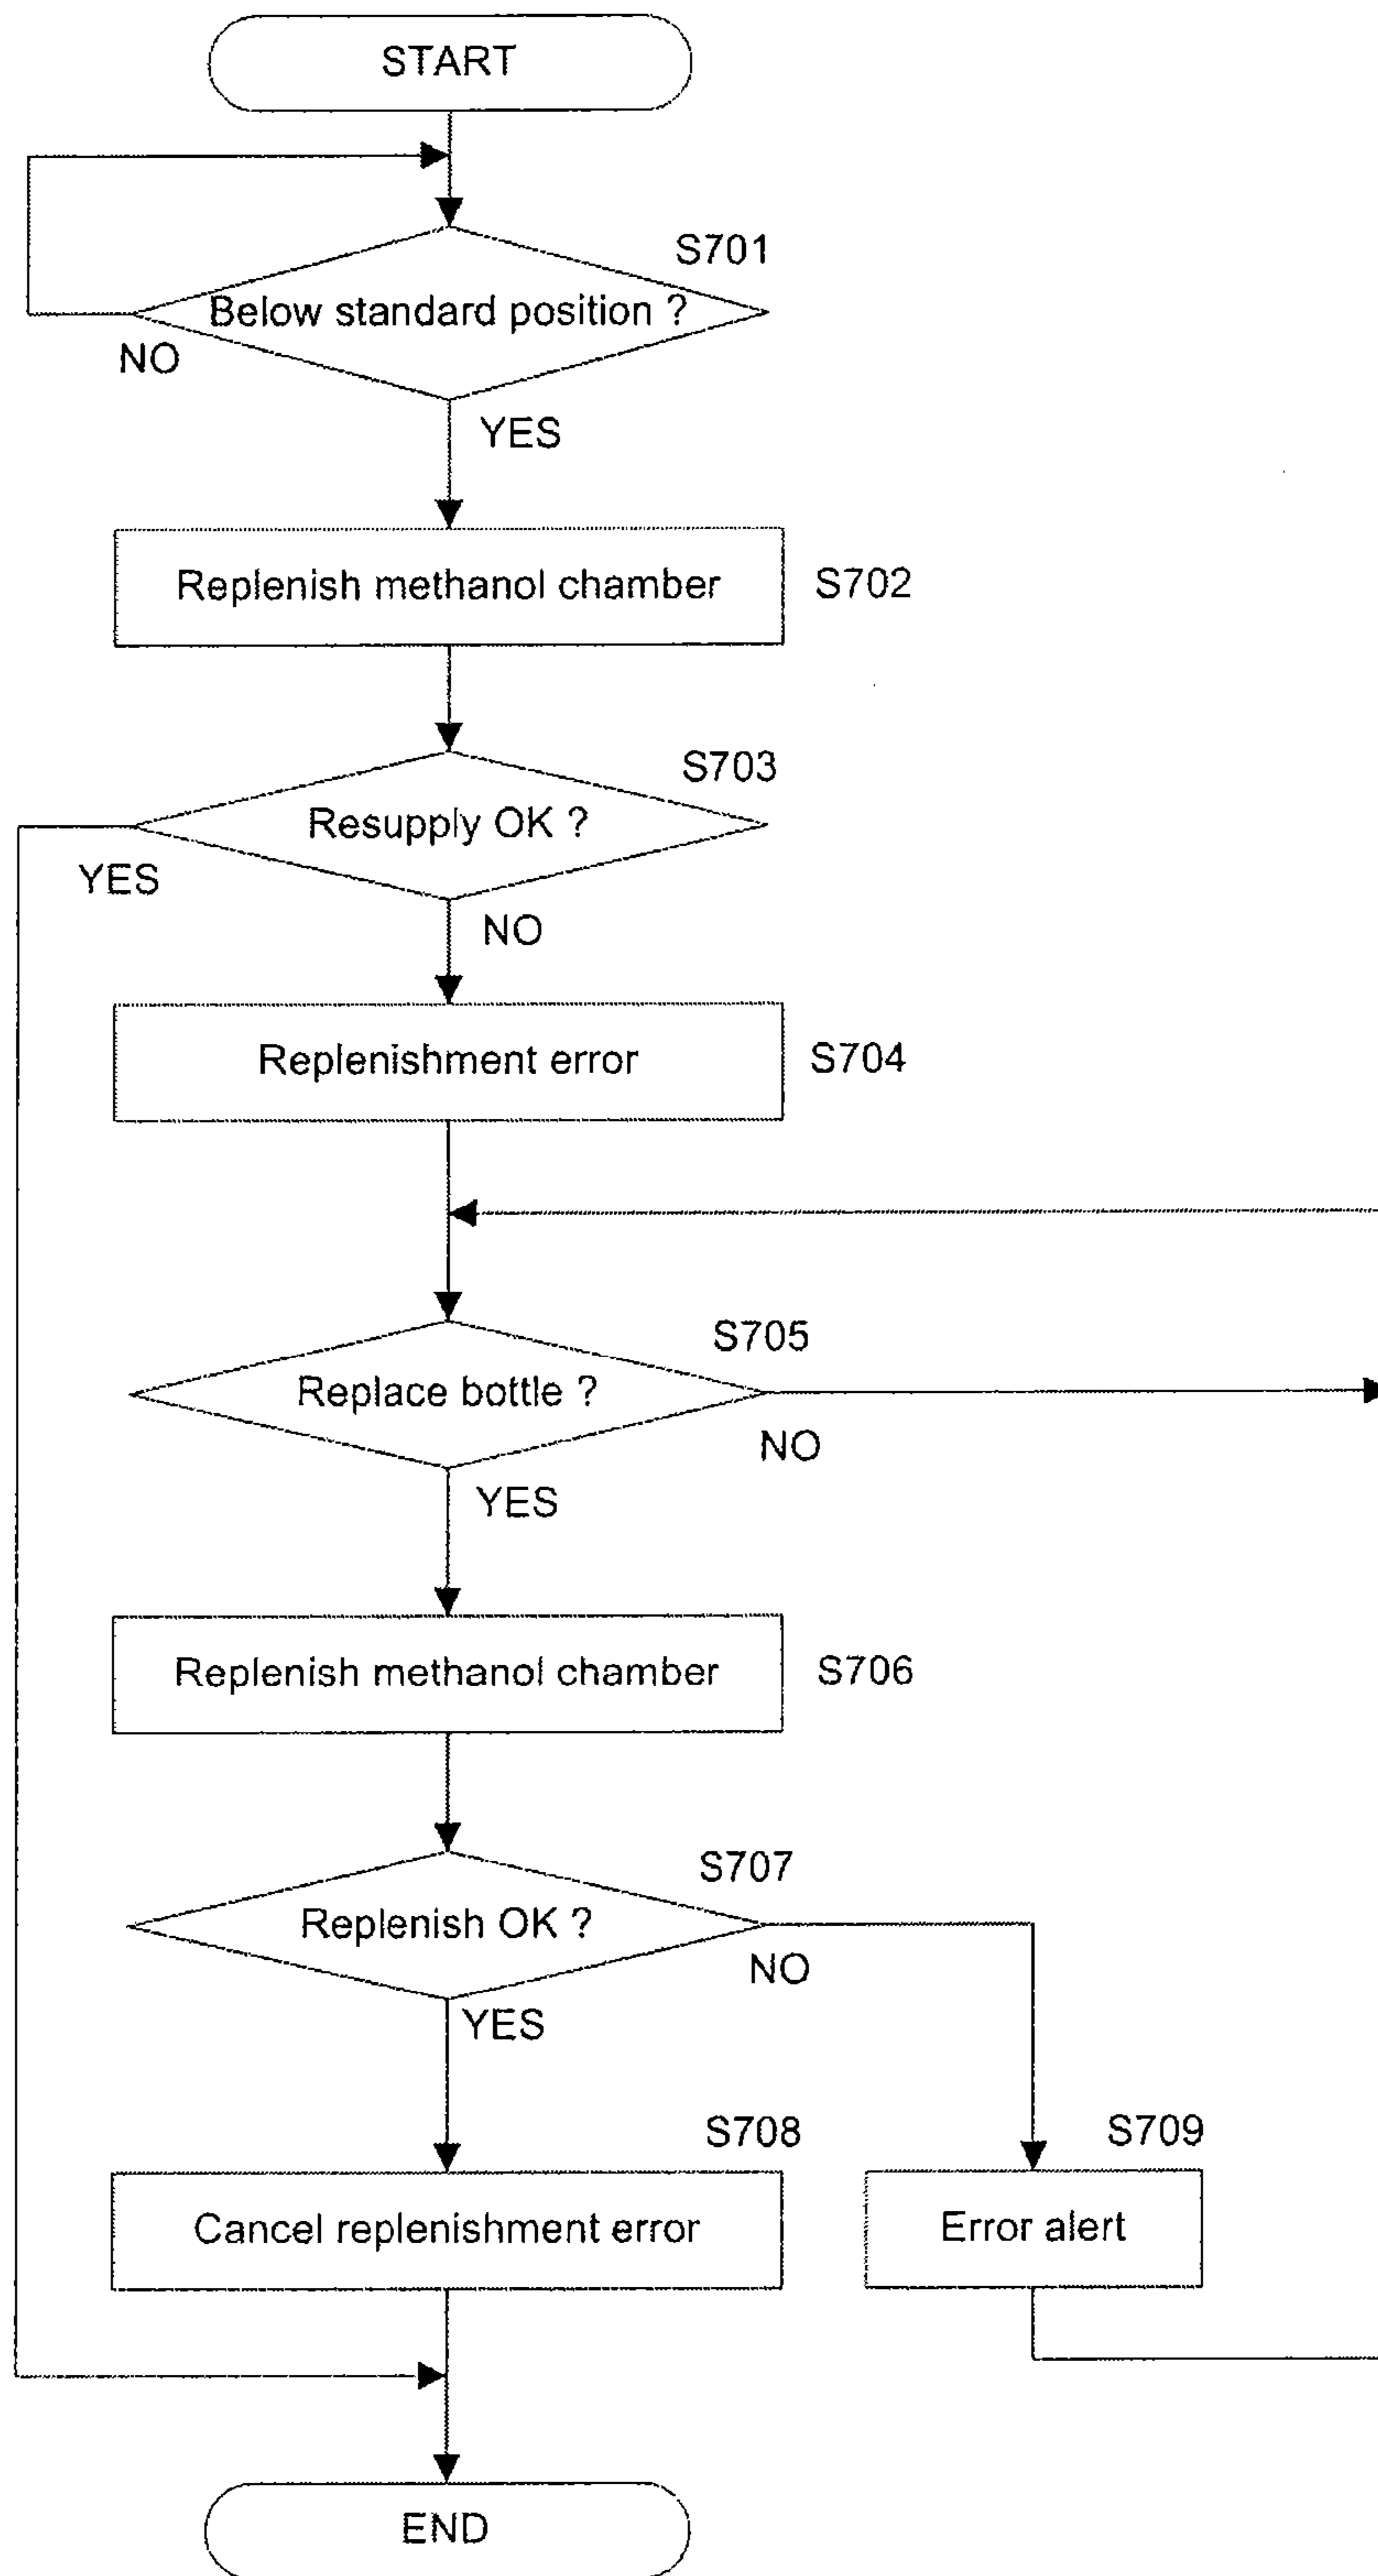 START
S701
Below standard position ?
NO
YES
Replenish methanol chamber
S702
S703
Resupply OK ?
YES
NO
Replenishment error
S704
S705
Replace bottle ?
NO
YES
Replenish methanol chamber
S706
S707
Replenish OK ?
NO
YES
S708
S709
Cancel replenishment error
Error alert
END